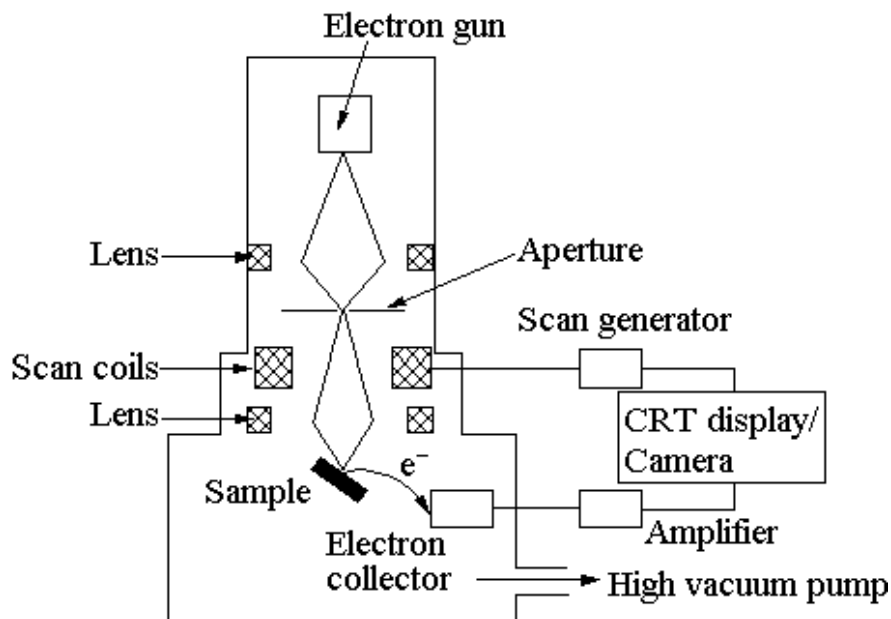 Electron gun
Lens
Aperture
Scan generator
Scan coils
Lens
CRT display/
Camera
e⁻
Sample
Amplifier
Electron
collector
High vacuum pump